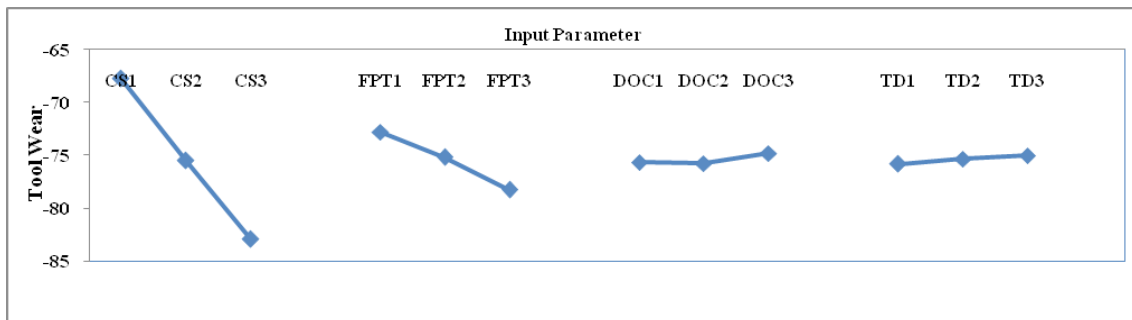 Input Parameter
-65
CS1 CS2 CS3 FPT1 FPT2 FPT3 DOC1 DOC2 DOC3 TD1 TD2 TD3
-70
-75
-80
-85
Tool Wear